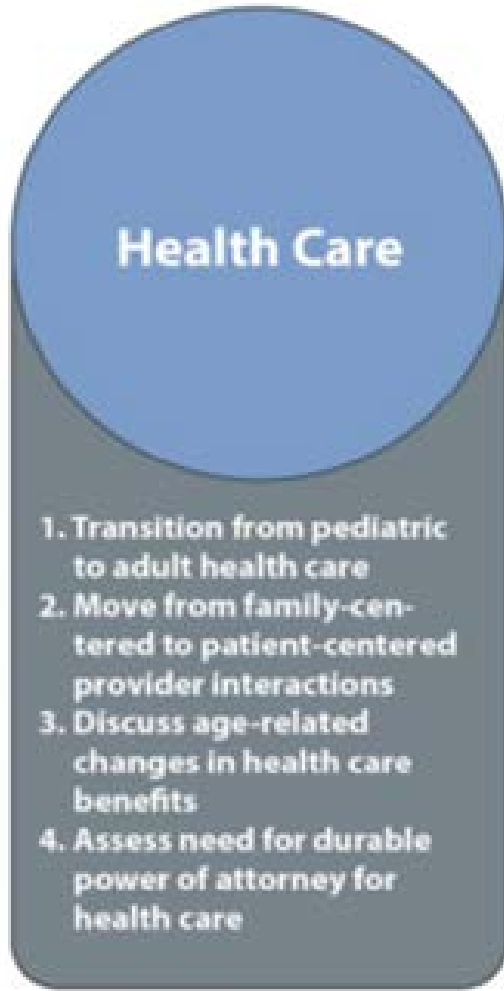 Health Care
1. Transition from pediatric
to adult health care
2. Move from family-cen-
tered to patient-centered
provider interactions
3. Discuss age-related
changes in health care
benefits
4. Assess need for durable
power of attorney for
health care